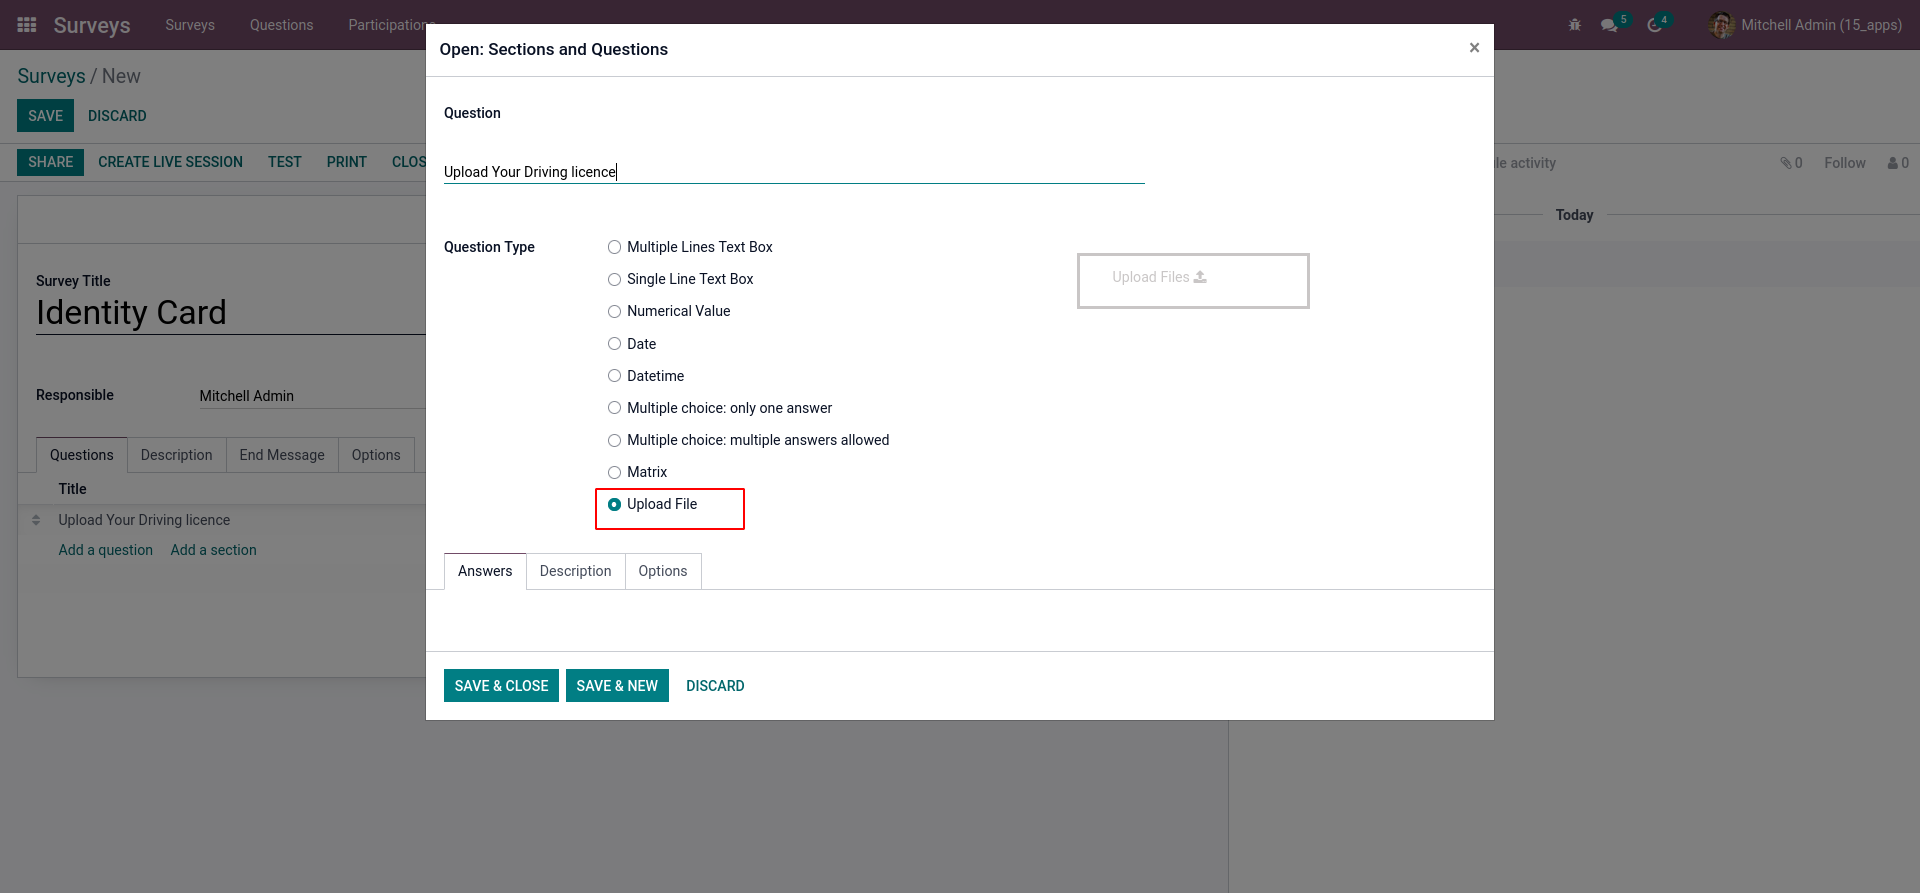 Surveys Surveys Questions Participation 5 4 Mitchell Admin (15_apps)
Surveys / New
SAVE DISCARD
SHARE CREATE LIVE SESSION TEST PRINT CLOS
le activity 0 Follow 0
Today
Survey Title
Identity Card
Responsible Mitchell Admin
Questions Description End Message Options
Title
Upload Your Driving licence
Add a question Add a section
Open: Sections and Questions ×
Question
Upload Your Driving licence
Question Type
Multiple Lines Text Box
Single Line Text Box
Numerical Value
Date
Datetime
Multiple choice: only one answer
Multiple choice: multiple answers allowed
Matrix
Upload File
Upload Files
Answers Description Options
SAVE & CLOSE SAVE & NEW DISCARD